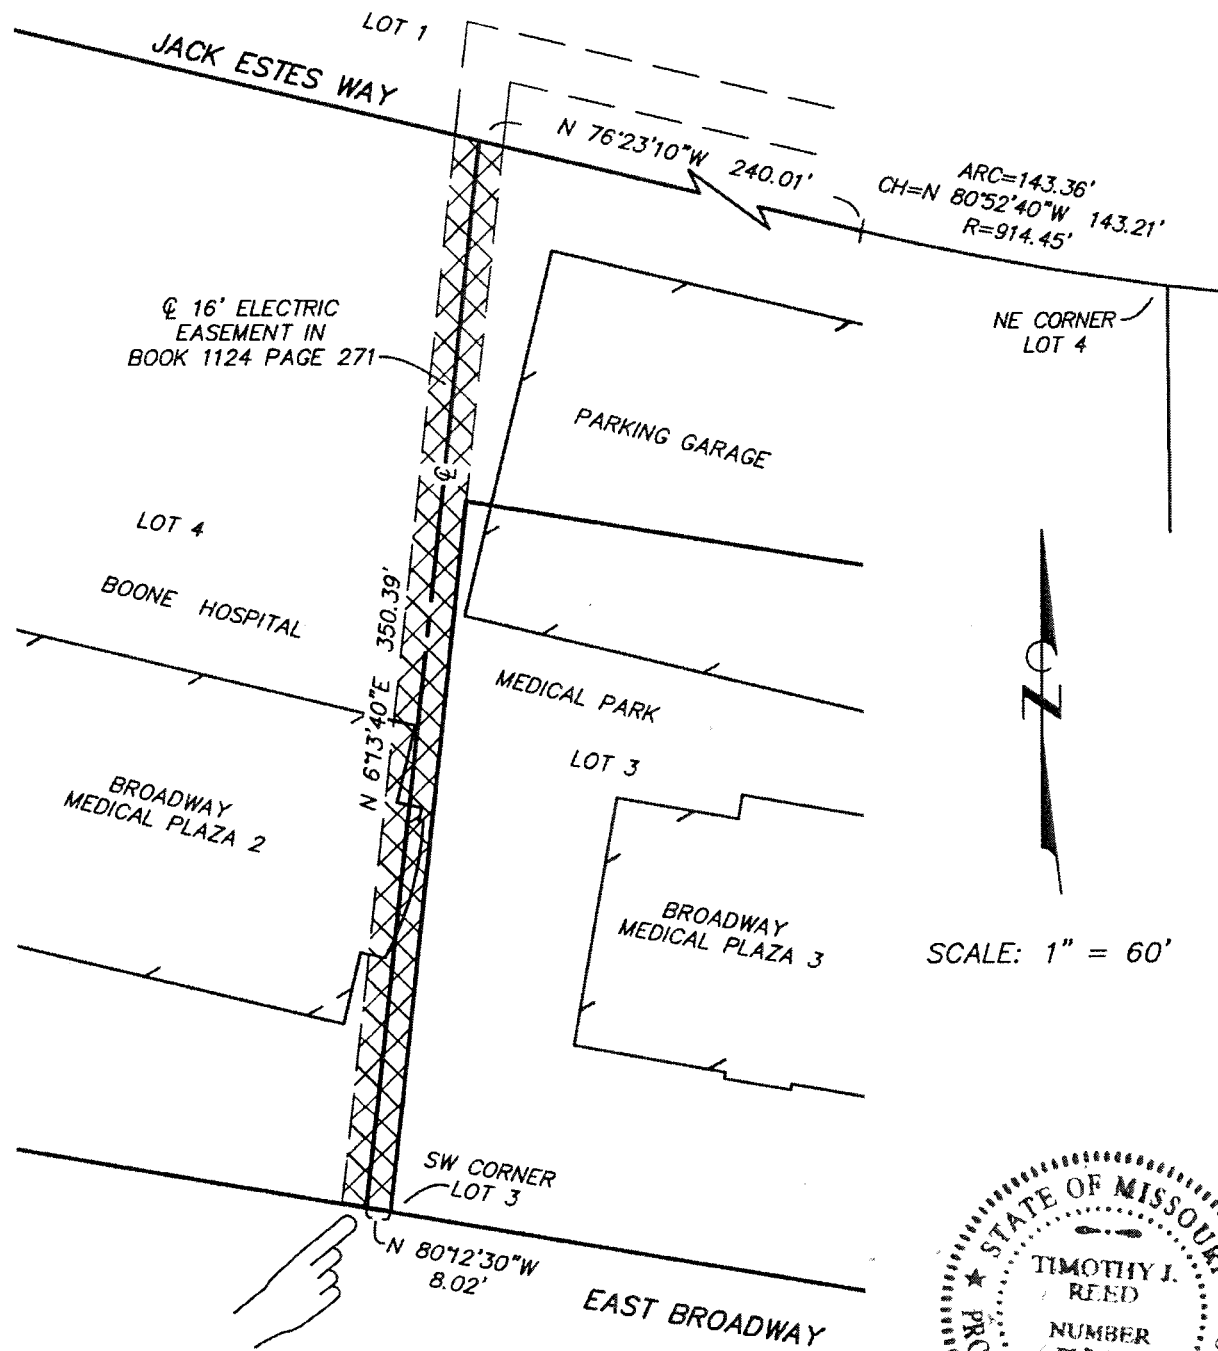 LOT 1
JACK ESTES WAY
N 76°23'10"W 240.01'
ARC=143.36'
CH=N 80°52'40"W 143.21'
R=914.45'
℄ 16' ELECTRIC
EASEMENT IN
BOOK 1124 PAGE 271
NE CORNER
LOT 4
PARKING GARAGE
℄
LOT 4
BOONE HOSPITAL
N 6°13'40"E 350.39'
MEDICAL PARK
LOT 3
BROADWAY
MEDICAL PLAZA 2
BROADWAY
MEDICAL PLAZA 3
N
SCALE: 1" = 60'
SW CORNER
LOT 3
N 80°12'30"W
8.02'
EAST BROADWAY
STATE OF MISSOURI
TIMOTHY J.
REED
NUMBER